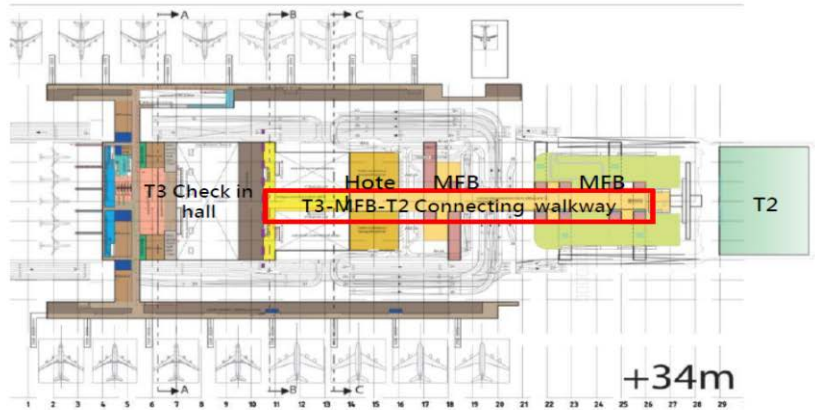 A
B
C
T3 Check in
hall
Hote
MFB
MFB
T3-MFB-T2 Connecting walkway
T2
A
B
C
+34m
1 2 3 4 5 6 7 8 9 10 11 12 13 14 15 16 17 18 19 20 21 22 23 24 25 26 27 28 29